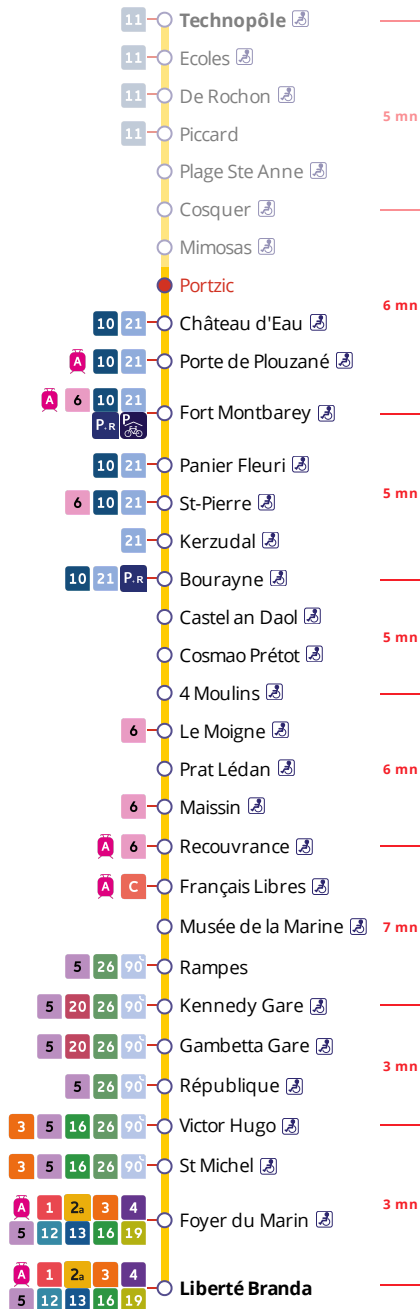 11 Technopôle
11 Ecoles
11 De Rochon
5 mn
11 Piccard
Plage Ste Anne
Cosquer
Mimosas
Portzic
6 mn
10 21 Château d'Eau
A 10 21 Porte de Plouzané
A 6 10 21
P+R P Fort Montbarey
10 21 Panier Fleuri
5 mn
6 10 21 St-Pierre
21 Kerzudal
10 21 P+R Bourayne
Castel an Daol
5 mn
Cosmao Prétot
4 Moulins
6 Le Moigne
Prat Lédan 6 mn
6 Maissin
A 6 Recouvrance
A C Français Libres
Musée de la Marine 7 mn
5 26 90 Rampes
5 20 26 90 Kennedy Gare
5 20 26 90 Gambetta Gare
3 mn
5 26 90 République
3 5 16 26 90 Victor Hugo
3 5 16 26 90 St Michel
3 mn
A 1 2a 3 4
5 12 13 16 19 Foyer du Marin
A 1 2a 3 4
5 12 13 16 19 Liberté Branda